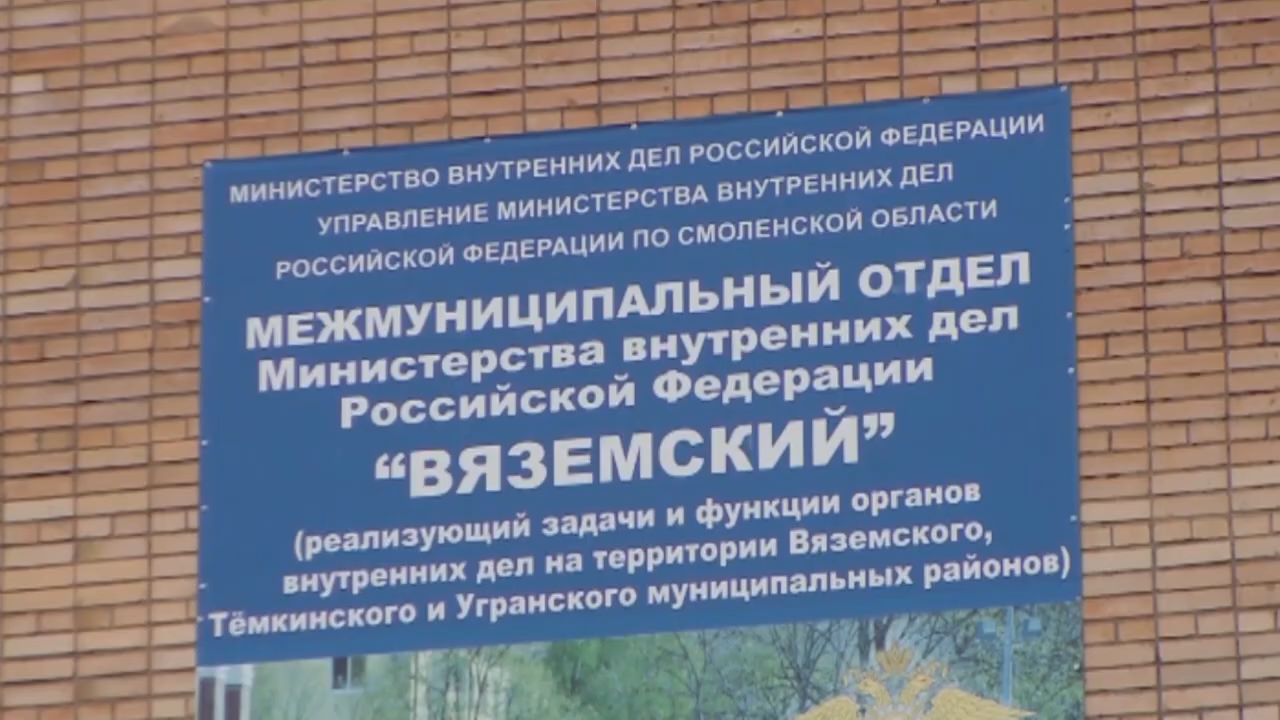 МИНИСТЕРСТВО ВНУТРЕННИХ ДЕЛ РОССИЙСКОЙ ФЕДЕРАЦИИ
УПРАВЛЕНИЕ МИНИСТЕРСТВА ВНУТРЕННИХ ДЕЛ
РОССИЙСКОЙ ФЕДЕРАЦИИ ПО СМОЛЕНСКОЙ ОБЛАСТИ
МЕЖМУНИЦИПАЛЬНЫЙ ОТДЕЛ
Министерства внутренних дел
Российской Федерации
“ВЯЗЕМСКИЙ”
(реализующий задачи и функции органов
внутренних дел на территории Вяземского,
Тёмкинского и Угранского муниципальных районов)